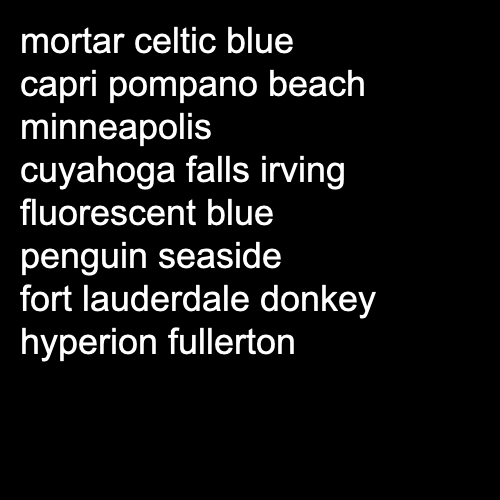 mortar celtic blue
capri pompano beach
minneapolis
cuyahoga falls irving
fluorescent blue
penguin seaside
fort lauderdale donkey
hyperion fullerton